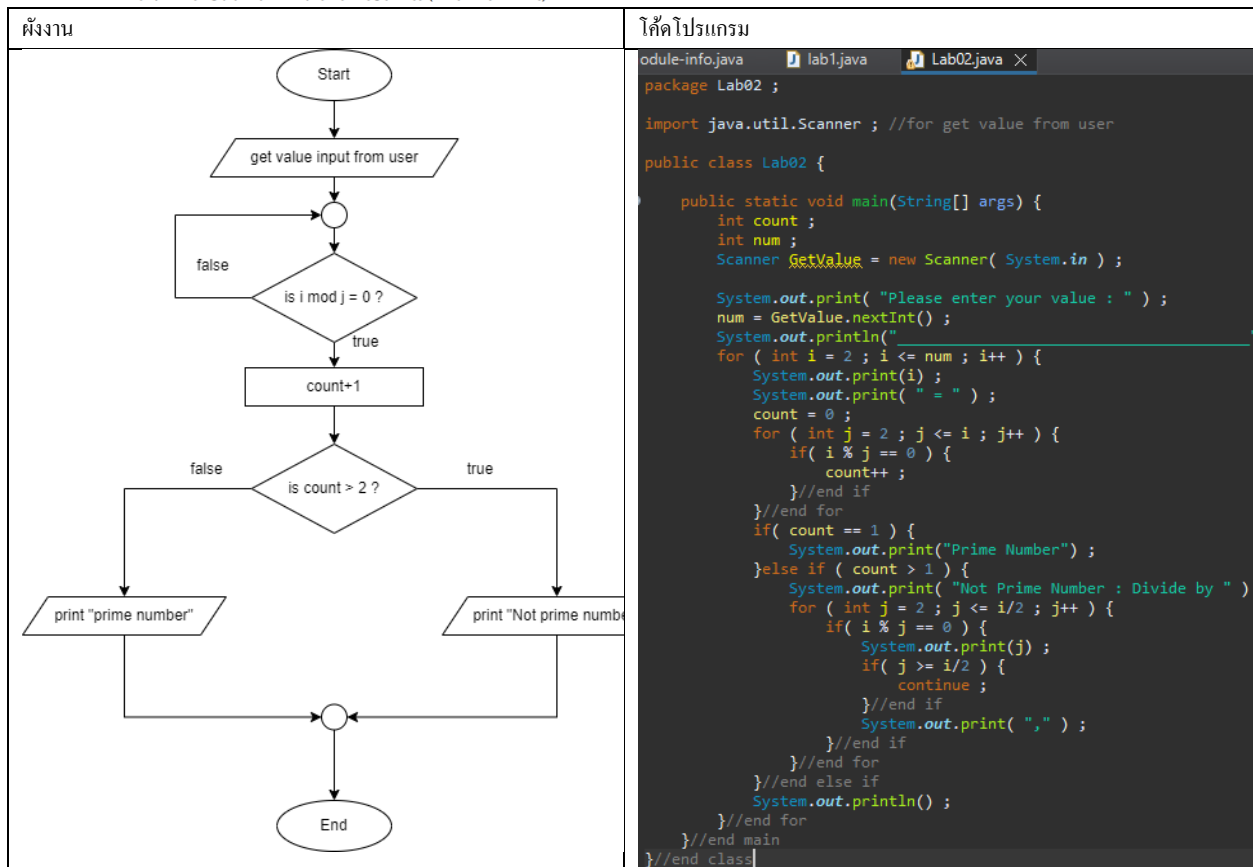 ผังงาน
โค้ดโปรแกรม
Start
get value input from user
false
is i mod j = 0 ?
true
count+1
false
true
is count > 2 ?
print "prime number"
print "Not prime numbe
End
odule-info.java
lab1.java
Lab02.java
package Lab02 ;
import java.util.Scanner ; //for get value from user
public class Lab02 {
public static void main(String[] args) {
int count ;
int num ;
Scanner GetValue = new Scanner( System.in ) ;
System.out.print( "Please enter your value : " ) ;
num = GetValue.nextInt() ;
System.out.println("_______________________________________"
for ( int i = 2 ; i <= num ; i++ ) {
System.out.print(i) ;
System.out.print( " = " ) ;
count = 0 ;
for ( int j = 2 ; j <= i ; j++ ) {
if( i % j == 0 ) {
count++ ;
}//end if
}//end for
if( count == 1 ) {
System.out.print("Prime Number") ;
}else if ( count > 1 ) {
System.out.print( "Not Prime Number : Divide by " )
for ( int j = 2 ; j <= i/2 ; j++ ) {
if( i % j == 0 ) {
System.out.print(j) ;
if( j >= i/2 ) {
continue ;
}//end if
System.out.print( "," ) ;
}//end if
}//end for
}//end else if
System.out.println() ;
}//end for
}//end main
}//end class